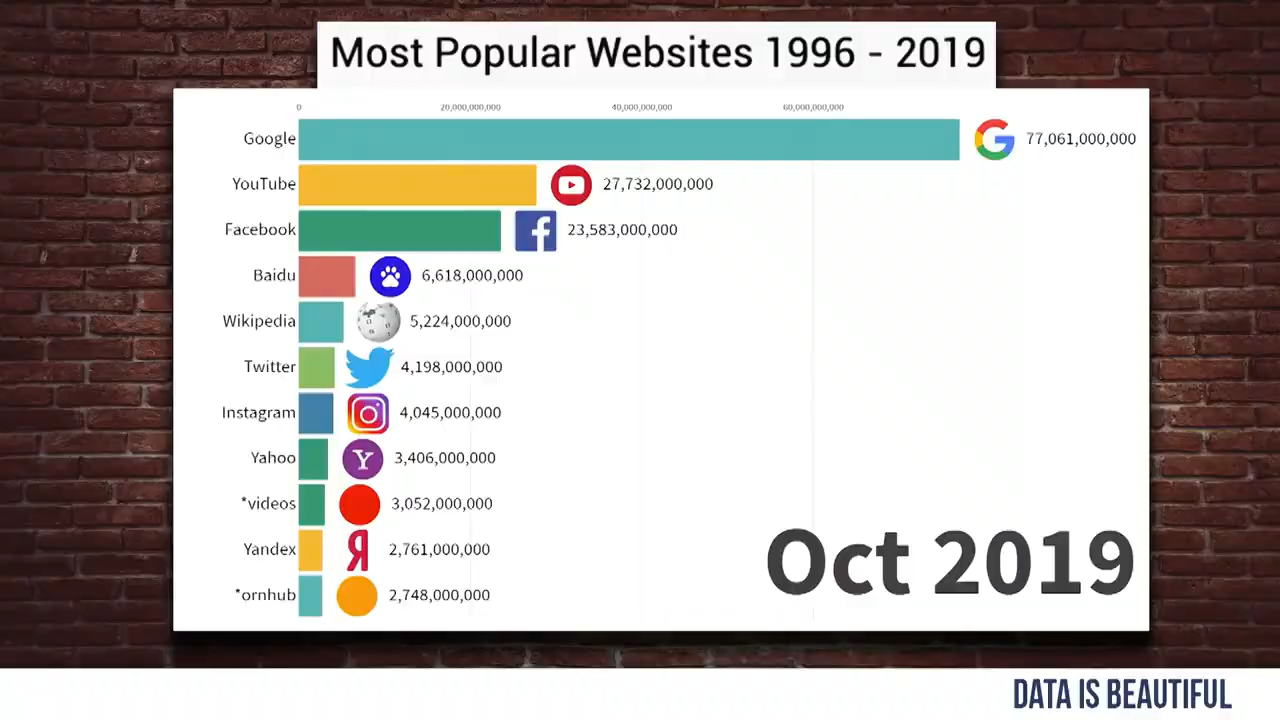 Most Popular Websites 1996 - 2019
0 20,000,000,000 40,000,000,000 60,000,000,000
Google 77,061,000,000
YouTube 27,732,000,000
Facebook 23,583,000,000
Baidu 6,618,000,000
Wikipedia 5,224,000,000
Twitter 4,198,000,000
Instagram 4,045,000,000
Yahoo Y 3,406,000,000
*videos 3,052,000,000
Yandex Я 2,761,000,000
*ornhub 2,748,000,000
Oct 2019
DATA IS BEAUTIFUL